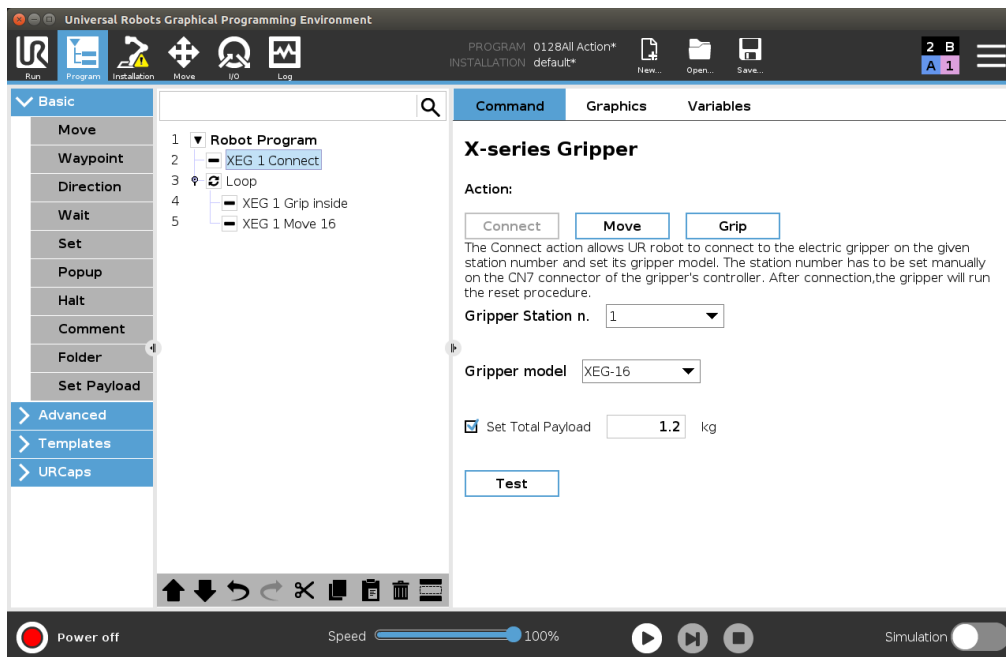 Universal Robots Graphical Programming Environment
UR
Run
Program
Installation
Move
I/O
Log
PROGRAM 0128All Action*
INSTALLATION default*
New...
Open...
Save...
2 B
A 1
Basic
Move
Waypoint
Direction
Wait
Set
Popup
Halt
Comment
Folder
Set Payload
Advanced
Templates
URCaps
1 Robot Program
2 XEG 1 Connect
3 Loop
4 XEG 1 Grip inside
5 XEG 1 Move 16
Command Graphics Variables
X-series Gripper
Action:
Connect Move Grip
The Connect action allows UR robot to connect to the electric gripper on the given
station number and set its gripper model. The station number has to be set manually
on the CN7 connector of the gripper's controller. After connection,the gripper will run
the reset procedure.
Gripper Station n. 1
Gripper model XEG-16
Set Total Payload 1.2 kg
Test
Power off
Speed 100%
Simulation